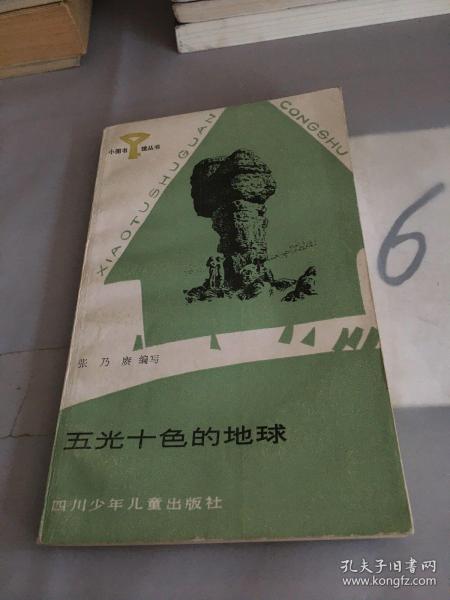 小图书馆丛书
XIAOTUSHUGUAN
CONGSHU
张乃赓 编写
五光十色的地球
四川少年儿童出版社
6
孔夫子旧书网
www.kongfz.com